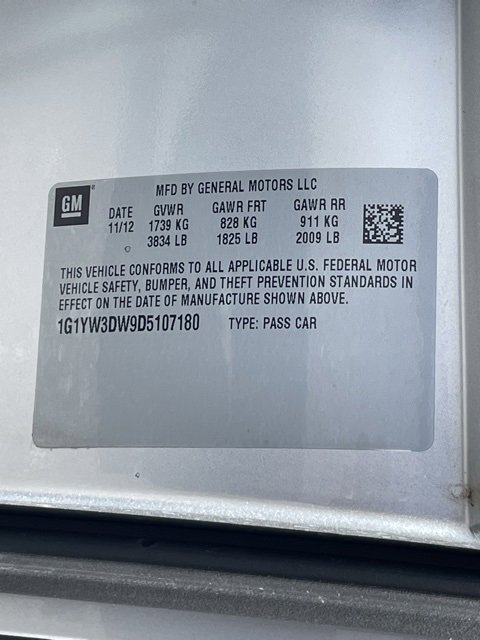 GM
MFD BY GENERAL MOTORS LLC
DATE GVWR GAWR FRT GAWR RR
11/12 1739 KG 828 KG 911 KG
3834 LB 1825 LB 2009 LB
THIS VEHICLE CONFORMS TO ALL APPLICABLE U.S. FEDERAL MOTOR
VEHICLE SAFETY, BUMPER, AND THEFT PREVENTION STANDARDS IN
EFFECT ON THE DATE OF MANUFACTURE SHOWN ABOVE.
1G1YW3DW9D5107180 TYPE: PASS CAR